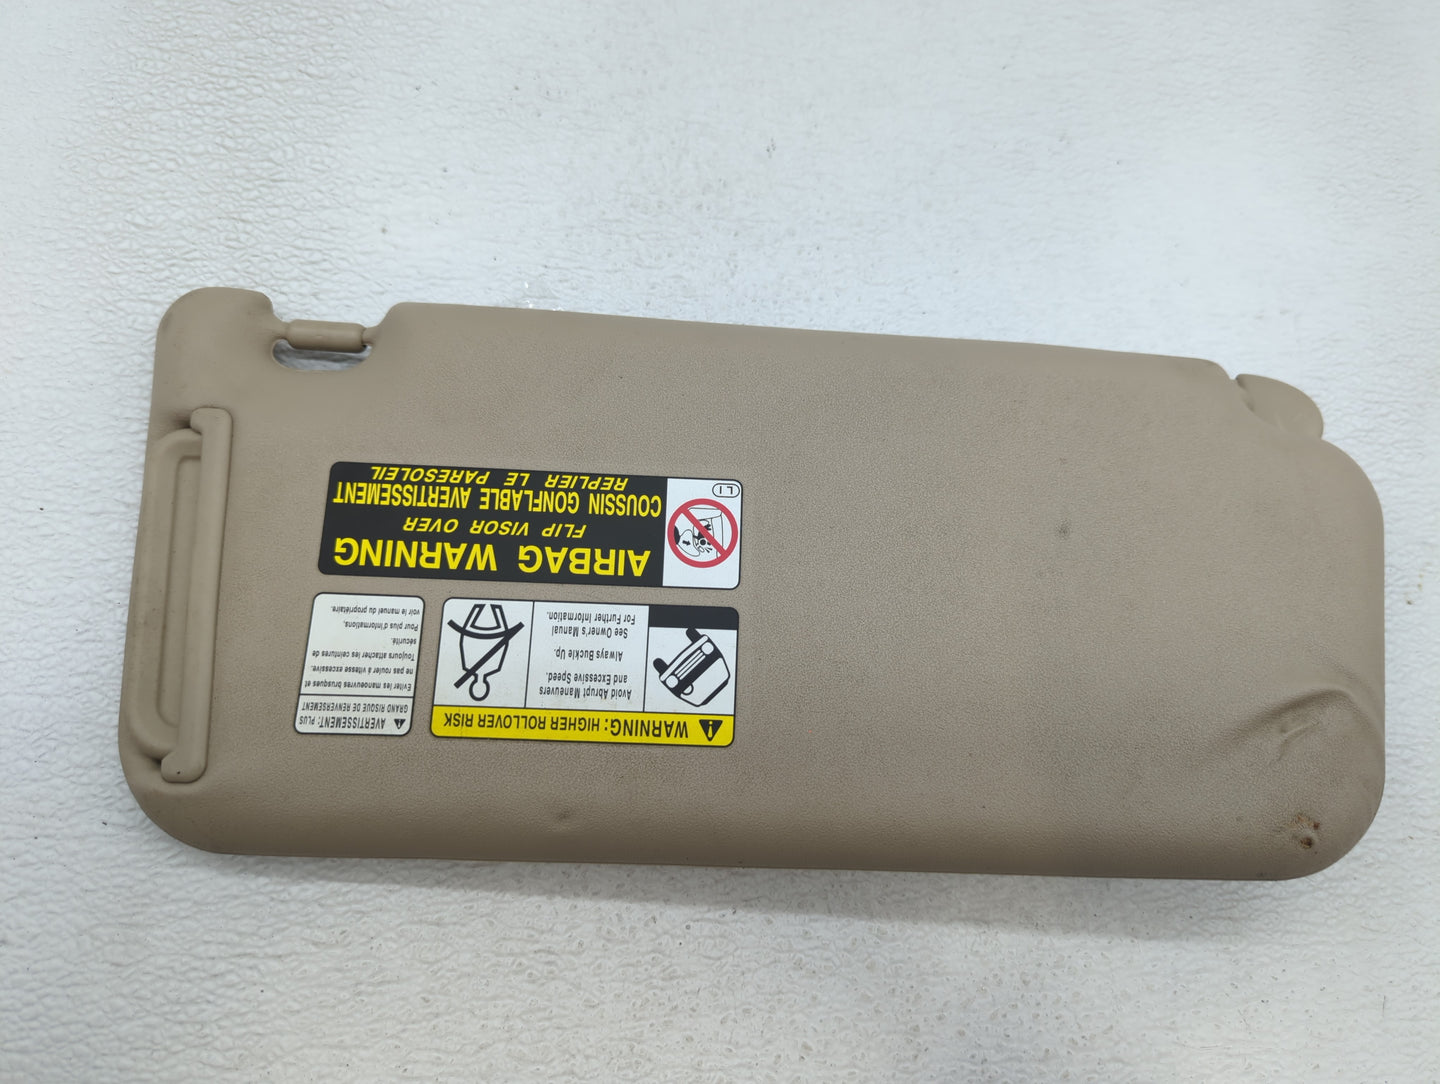 WARNING: HIGHER ROLLOVER RISK
Avoid Abrupt Maneuvers
and Excessive Speed.
Always Buckle Up.
See Owner's Manual
For Further Information.
AVERTISSEMENT: PLUS
GRAND RISQUE DE RENVERSEMENT
Eviter les manoeuvres brusques et
ne pas rouler à vitesse excessive.
Toujours attacher les ceintures de
sécurité.
Pour plus d'informations,
voir le manuel du propriétaire.
AIRBAG WARNING
FLIP VISOR OVER
COUSSIN GONFLABLE AVERTISSEMENT
REPLIER LE PARESOLEIL